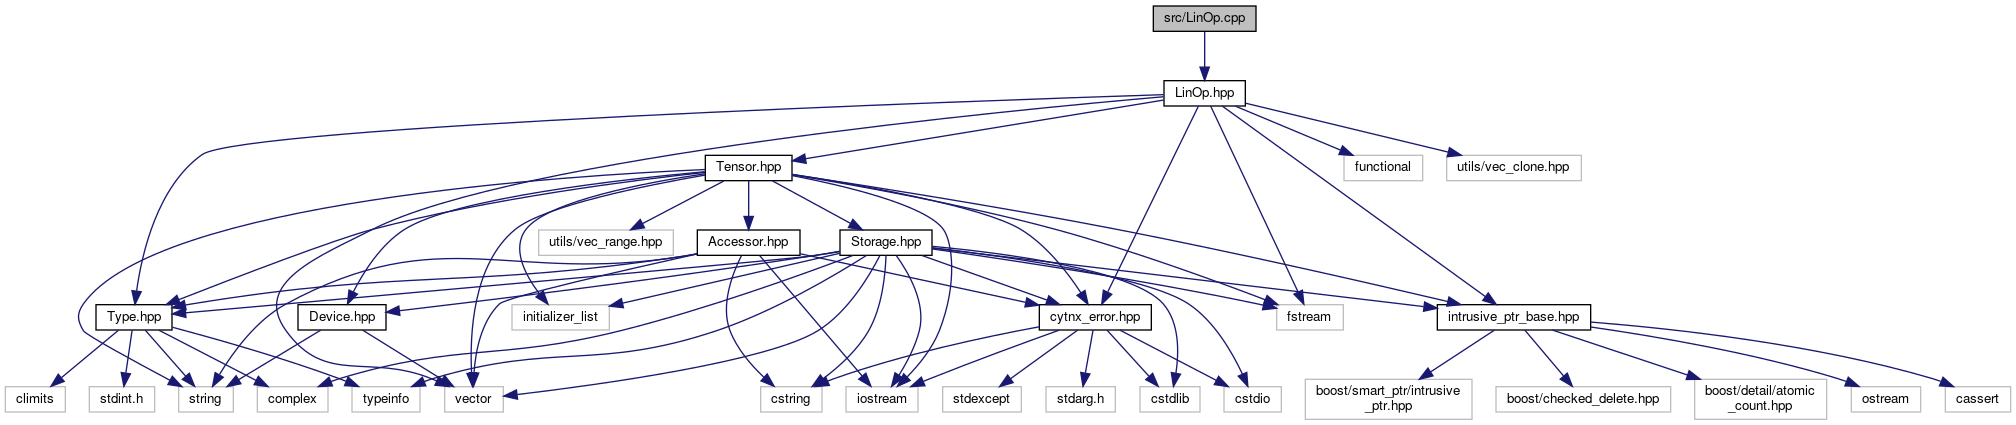 src/LinOp.cpp
LinOp.hpp
Tensor.hpp
functional
utils/vec_clone.hpp
utils/vec_range.hpp
Accessor.hpp
Storage.hpp
Type.hpp
Device.hpp
initializer_list
cytnx_error.hpp
fstream
intrusive_ptr_base.hpp
climits
stdint.h
string
complex
typeinfo
vector
cstring
iostream
stdexcept
stdarg.h
cstdlib
cstdio
boost/smart_ptr/intrusive
_ptr.hpp
boost/checked_delete.hpp
boost/detail/atomic
_count.hpp
ostream
cassert